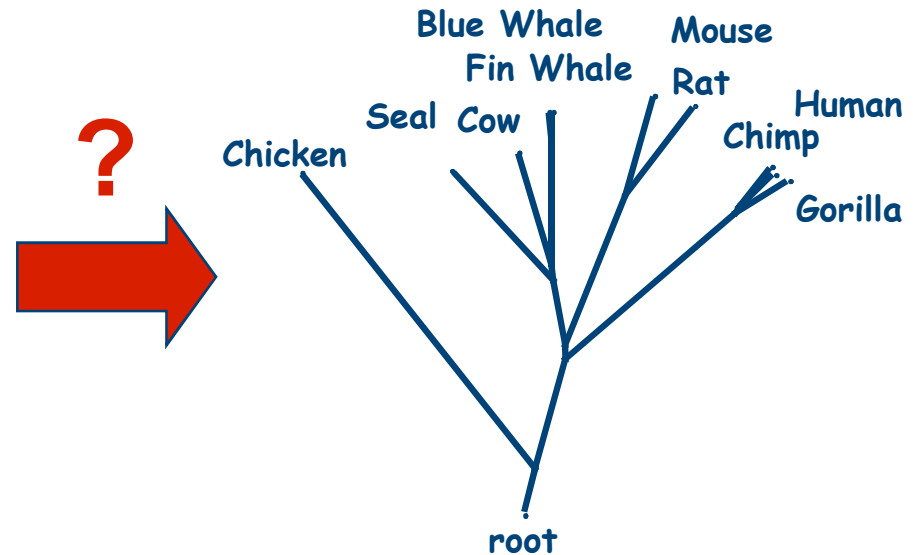 Blue Whale
Mouse
Fin Whale
Rat
Human
Seal
Cow
?
Chimp
Chicken
Gorilla
root